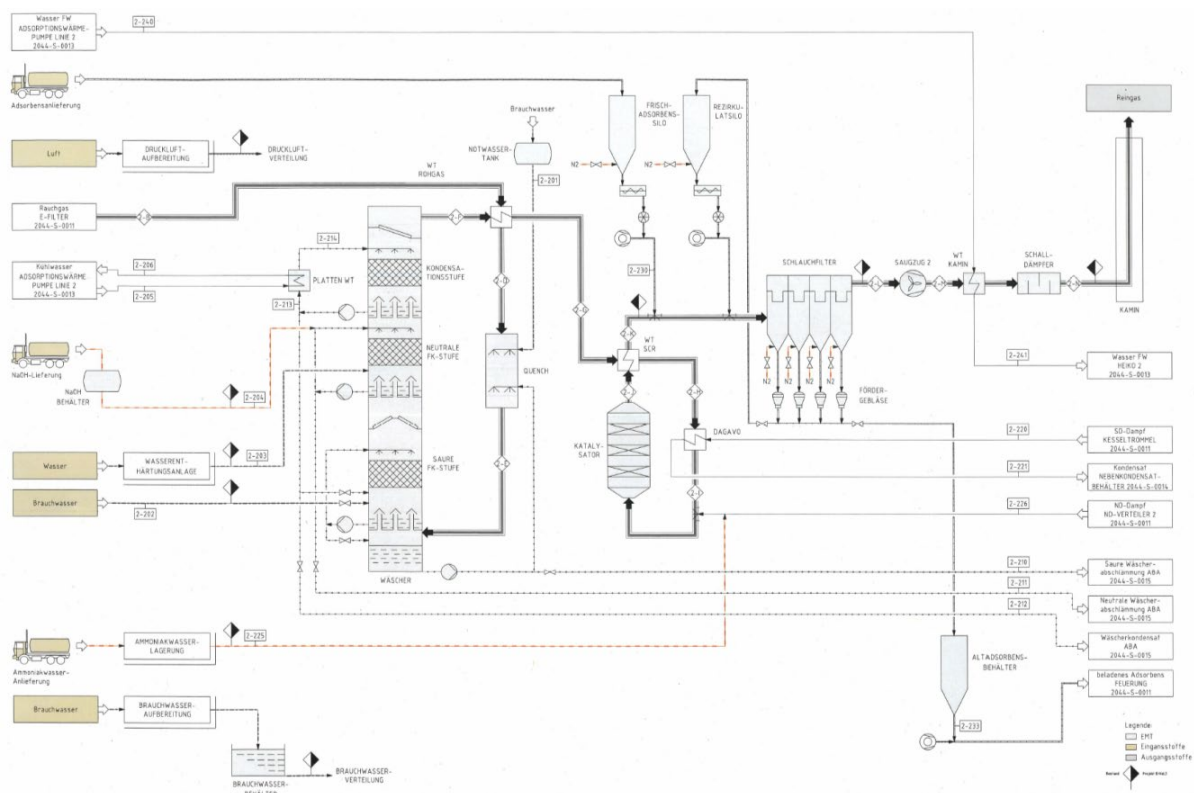 Wasser FW
ADSORPTIONSWÄRME-
PUMPE LINIE 2
2044-S-0013
2-240
Adsorbensanlieferung
Luft
DRUCKLUFT-
AUFBEREITUNG
DRUCKLUFT-
VERTEILUNG
Brauchwasser
NOTWASSER-
TANK
2-201
FRISCH-
ADSORBENS-
SILO
REZIRKU-
LATSILO
N2
N2
Reingas
WT
ROHGAS
Rauchgas
E-FILTER
2044-S-0011
2-214
Kühlwasser
ADSORPTIONSWÄRME
PUMPE LINIE 2
2044-S-0013
2-206
2-205
PLATTEN WT
2-213
KONDENSA-
TIONSSTUFE
2-230
SCHLAUCHFILTER
SAUGZUG 2
WT
KAMIN
SCHALL-
DÄMPFER
KAMIN
NaOH-Lieferung
NaOH
BEHÄLTER
2-204
NEUTRALE
FK-STUFE
QUENCH
WT
SCR
N2
N2
N2
N2
FÖRDER-
GEBLÄSE
2-241
Wasser FW
HEIKO 2
2044-S-0013
Wasser
WASSERENT-
HÄRTUNGSANLAGE
2-203
SAURE
FK-STUFE
KATALY-
SATOR
DAGAVO
2-220
SD-Dampf
KESSELTROMMEL
2044-S-0011
2-221
Kondensat
NEBENKONDENSAT-
BEHÄLTER 2044-S-0014
Brauchwasser
2-202
2-226
ND-Dampf
ND-VERTEILER 2
2044-S-0011
WÄSCHER
2-210
Saure Wäscher-
abschlämmung ABA
2044-S-0015
2-211
Neutrale Wäscher-
abschlämmung ABA
2044-S-0015
2-212
Wäscherkondensat
ABA
2044-S-0015
Ammoniakwasser-
Anlieferung
AMMONIAKWASSER-
LAGERUNG
2-225
ALTADSORBENS-
BEHÄLTER
beladenes Adsorbens
FEUERUNG
2044-S-0011
2-233
Brauchwasser
BRAUCHWASSER-
AUFBEREITUNG
BRAUCHWASSER-
BEHÄLTER
BRAUCHWASSER-
VERTEILUNG
Legende:
EMT
Eingansstoffe
Ausgangsstoffe